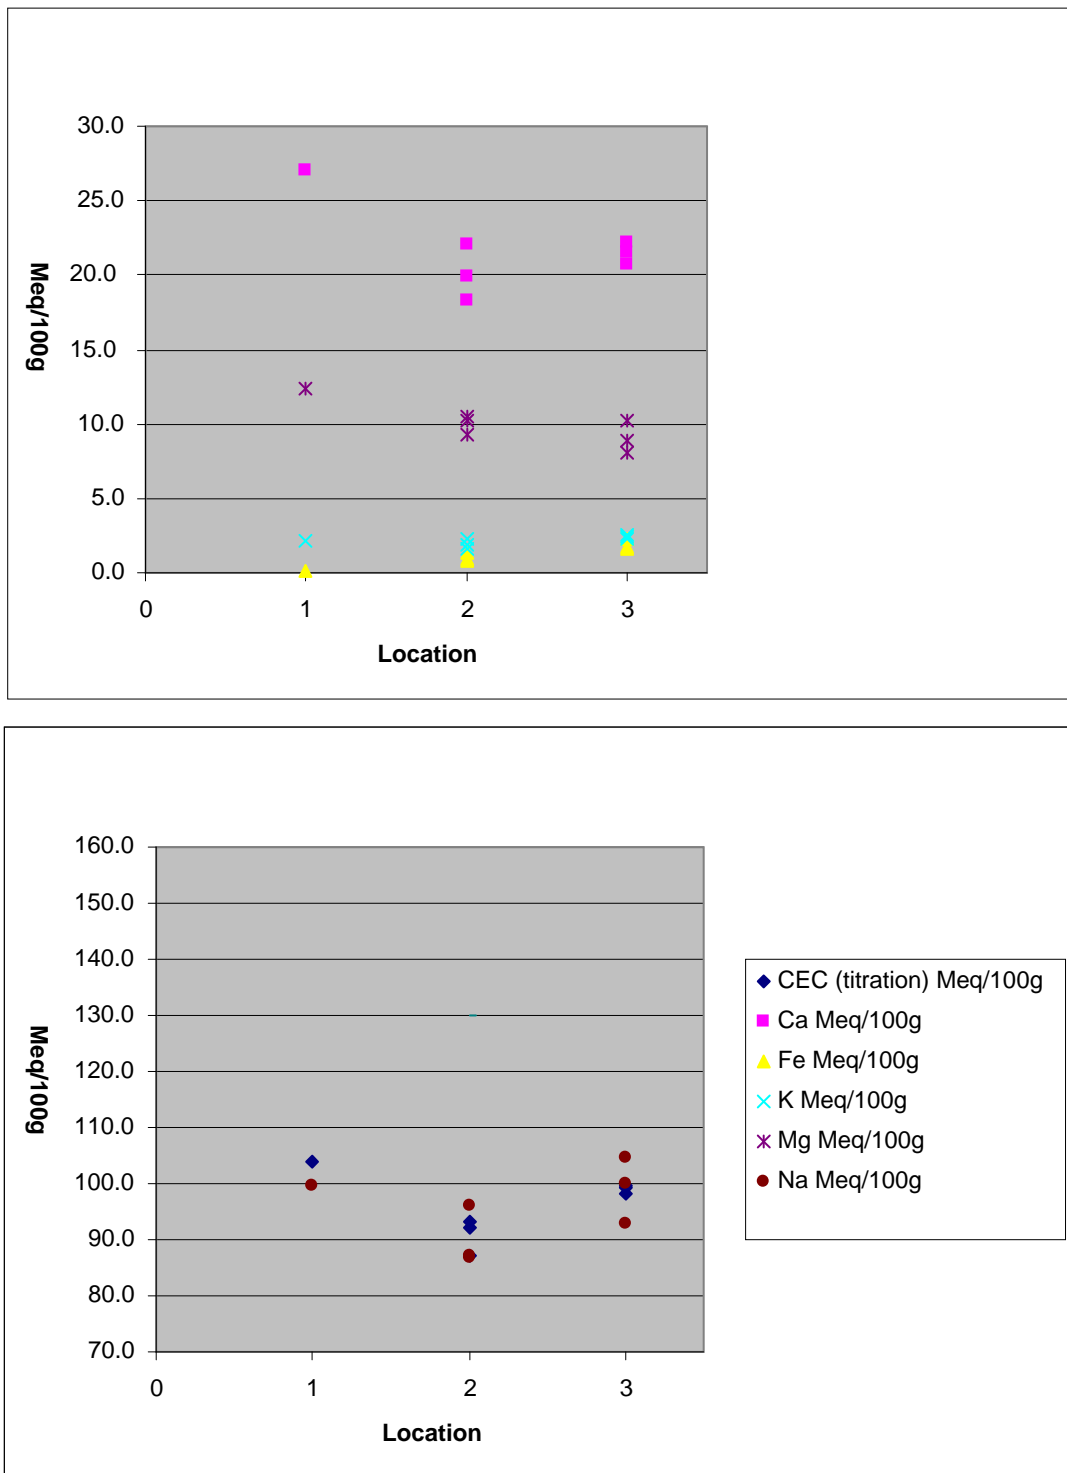 30.0
25.0
20.0
15.0
10.0
5.0
0.0
Meq/100g
0 1 2 3
Location
160.0
150.0
140.0
130.0
120.0
110.0
100.0
90.0
80.0
70.0
Meq/100g
0 1 2 3
Location
CEC (titration) Meq/100g
Ca Meq/100g
Fe Meq/100g
K Meq/100g
Mg Meq/100g
Na Meq/100g